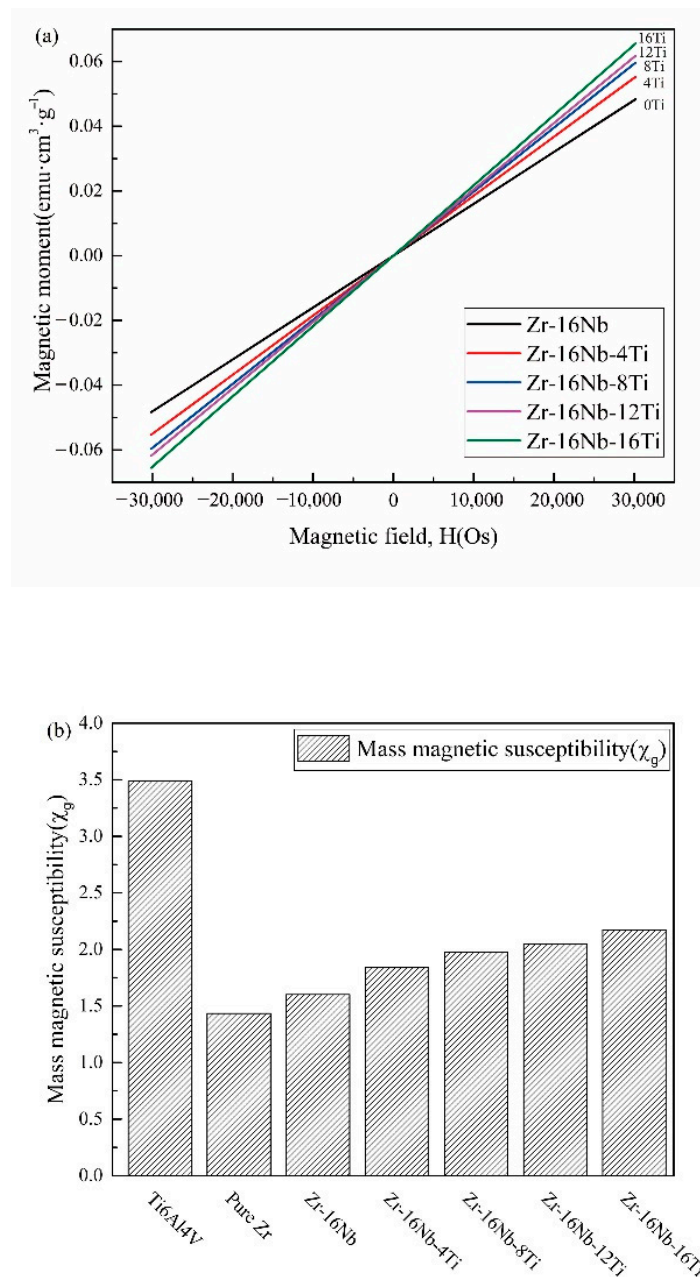 (a)
Magnetic moment(emu·cm³·g⁻¹)
0.06
0.04
0.02
0.00
−0.02
−0.04
−0.06
16Ti
12Ti
8Ti
4Ti
0Ti
Zr-16Nb
Zr-16Nb-4Ti
Zr-16Nb-8Ti
Zr-16Nb-12Ti
Zr-16Nb-16Ti
−30,000 −20,000 −10,000 0 10,000 20,000 30,000
Magnetic field, H(Os)
(b)
Mass magnetic susceptibility(χg)
4.0
3.5
3.0
2.5
2.0
1.5
1.0
0.5
0.0
Mass magnetic susceptibility(χg)
Ti6Al4V
Pure Zr
Zr-16Nb
Zr-16Nb-4Ti
Zr-16Nb-8Ti
Zr-16Nb-12Ti
Zr-16Nb-16Ti